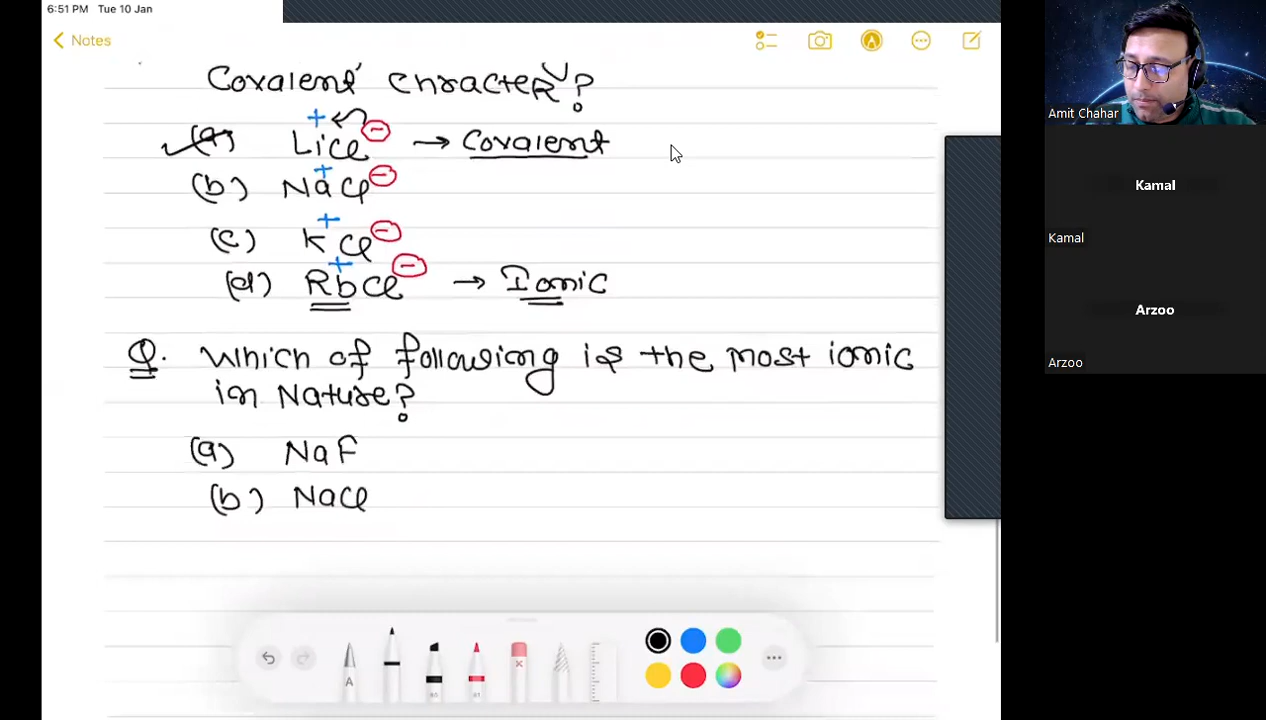 6:51 PM Tue 10 Jan
Notes
Covalent Chracter?
(a) LiCl → Covalent
+ −
(b) NaCl
+ −
(c) KCl
+ −
(d) RbCl → Ionic
+ −
Q. Which of following is the most ionic
in Nature?
(a) NaF
(b) NaCl
Amit Chahar
Kamal
Kamal
Arzoo
Arzoo
A